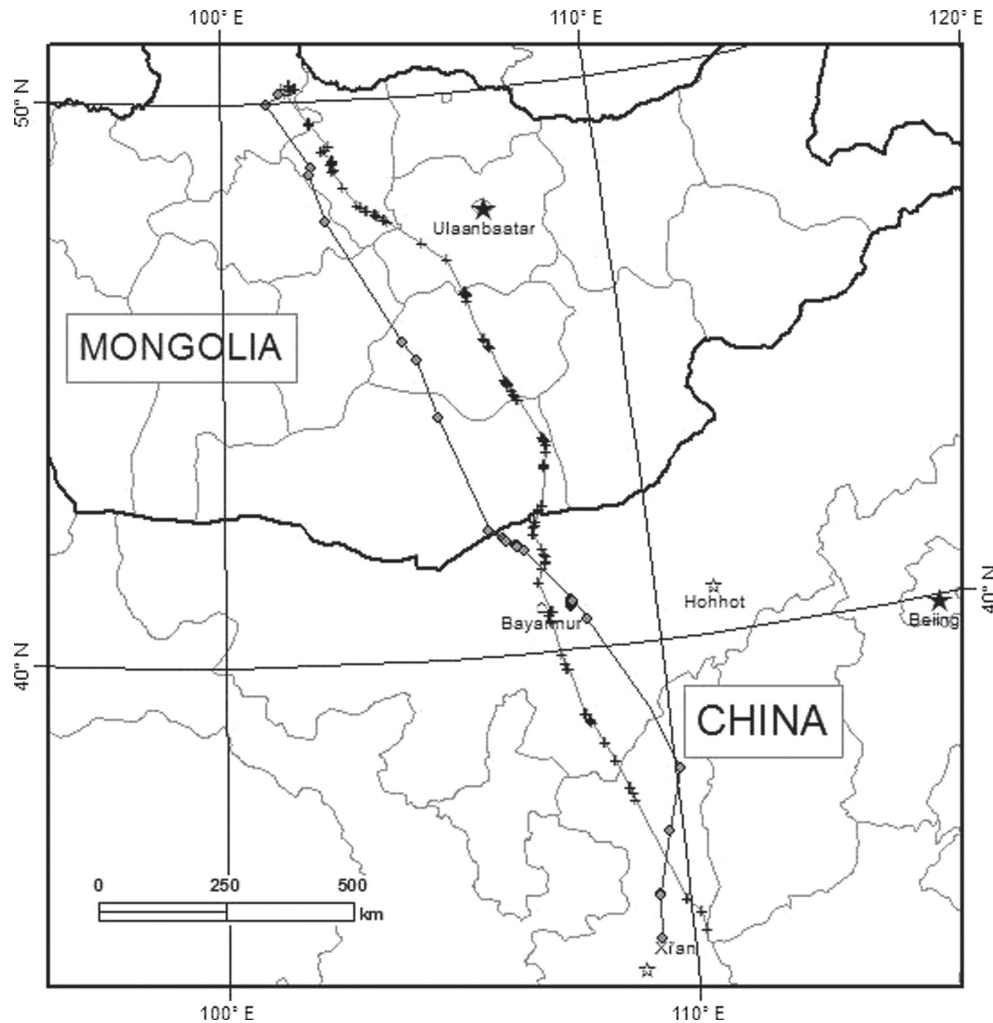 100° E 110° E 120° E
50° N
Ulaanbaatar
MONGOLIA
40° N
Hohhot
Beijing
Bayannur
40° N
CHINA
0 250 500
km
Xi'an
100° E 110° E